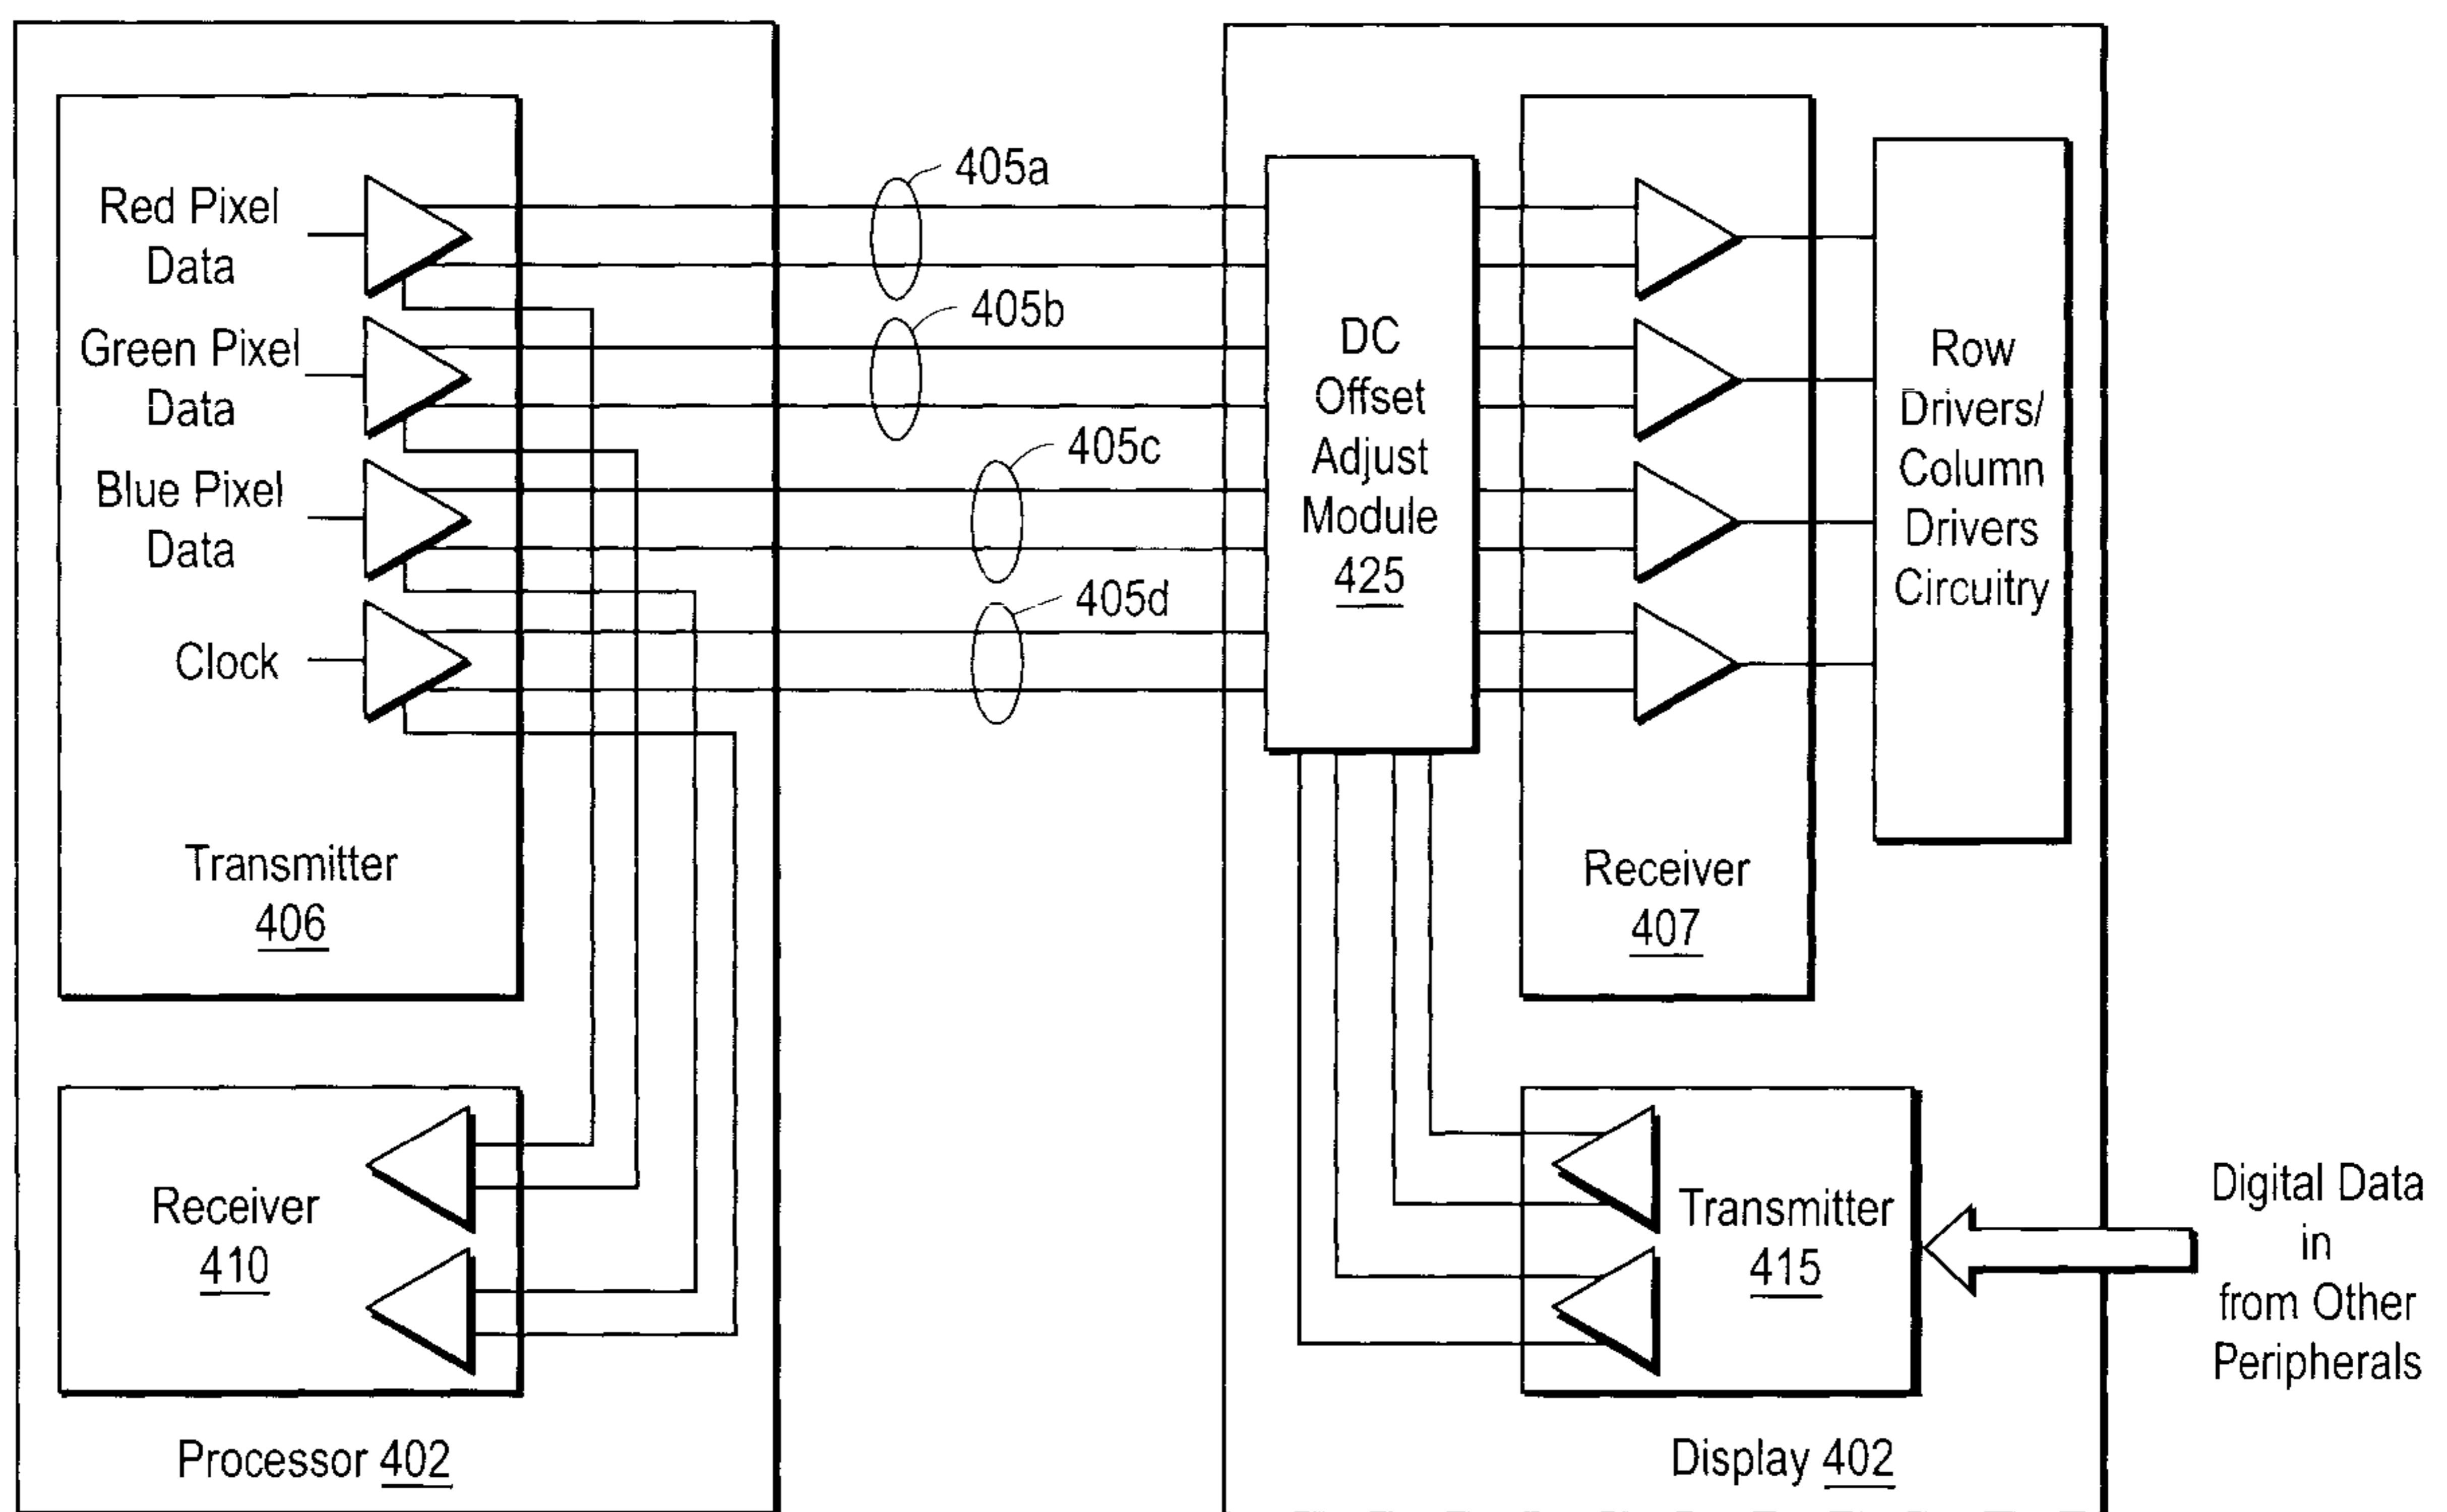 Red Pixel
Data
Green Pixel
Data
Blue Pixel
Data
Clock
Transmitter
406
Receiver
410
Processor 402
405a
405b
405c
405d
DC
Offset
Adjust
Module
425
Receiver
407
Row
Drivers/
Column
Drivers
Circuitry
Transmitter
415
Display 402
Digital Data
in
from Other
Peripherals